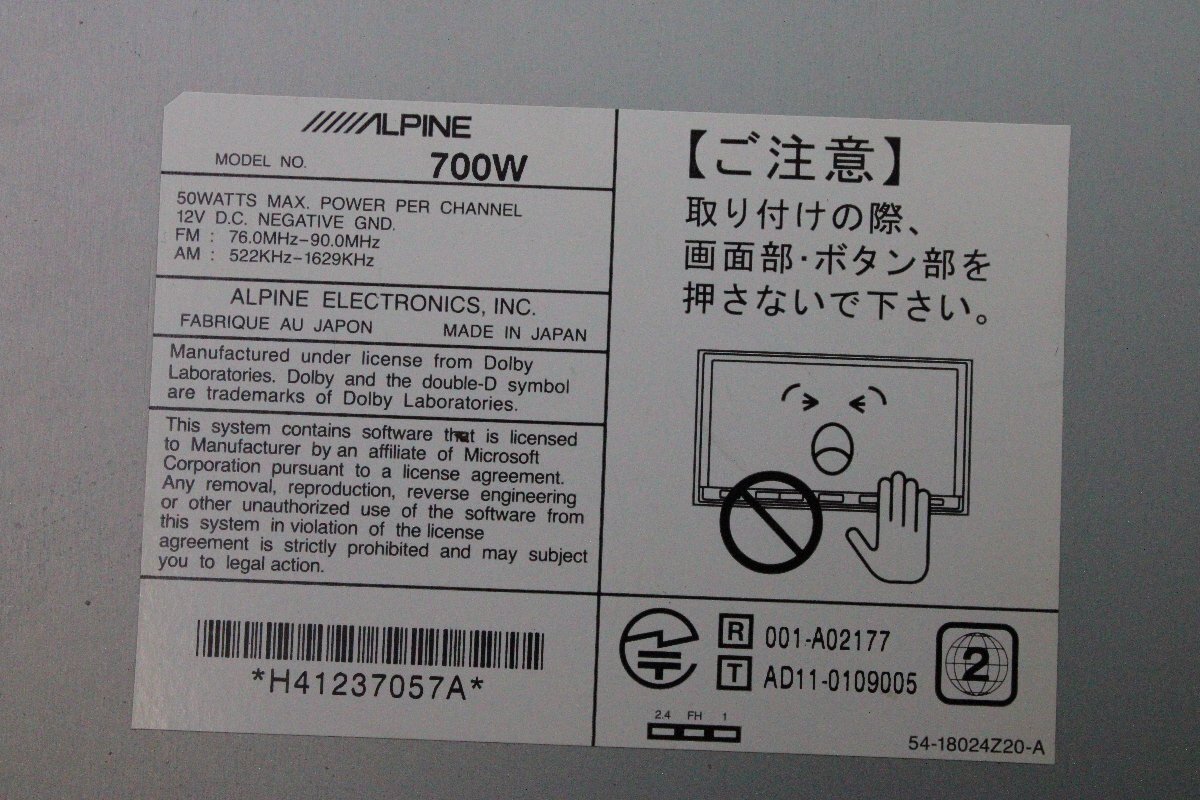 ALPINE
MODEL NO. 700W
50WATTS MAX. POWER PER CHANNEL
12V D.C. NEGATIVE GND.
FM : 76.0MHz-90.0MHz
AM : 522KHz-1629KHz
ALPINE ELECTRONICS, INC.
FABRIQUE AU JAPON MADE IN JAPAN
Manufactured under license from Dolby
Laboratories. Dolby and the double-D symbol
are trademarks of Dolby Laboratories.
This system contains software that is licensed
to Manufacturer by an affiliate of Microsoft
Corporation pursuant to a license agreement.
Any removal, reproduction, reverse engineering
or other unauthorized use of the software from
this system in violation of the license
agreement is strictly prohibited and may subject
you to legal action.
*H41237057A*
【ご注意】
取り付けの際、
画面部・ボタン部を
押さないで下さい。
R 001-A02177
T AD11-0109005
2
2.4 FH 1
54-18024Z20-A